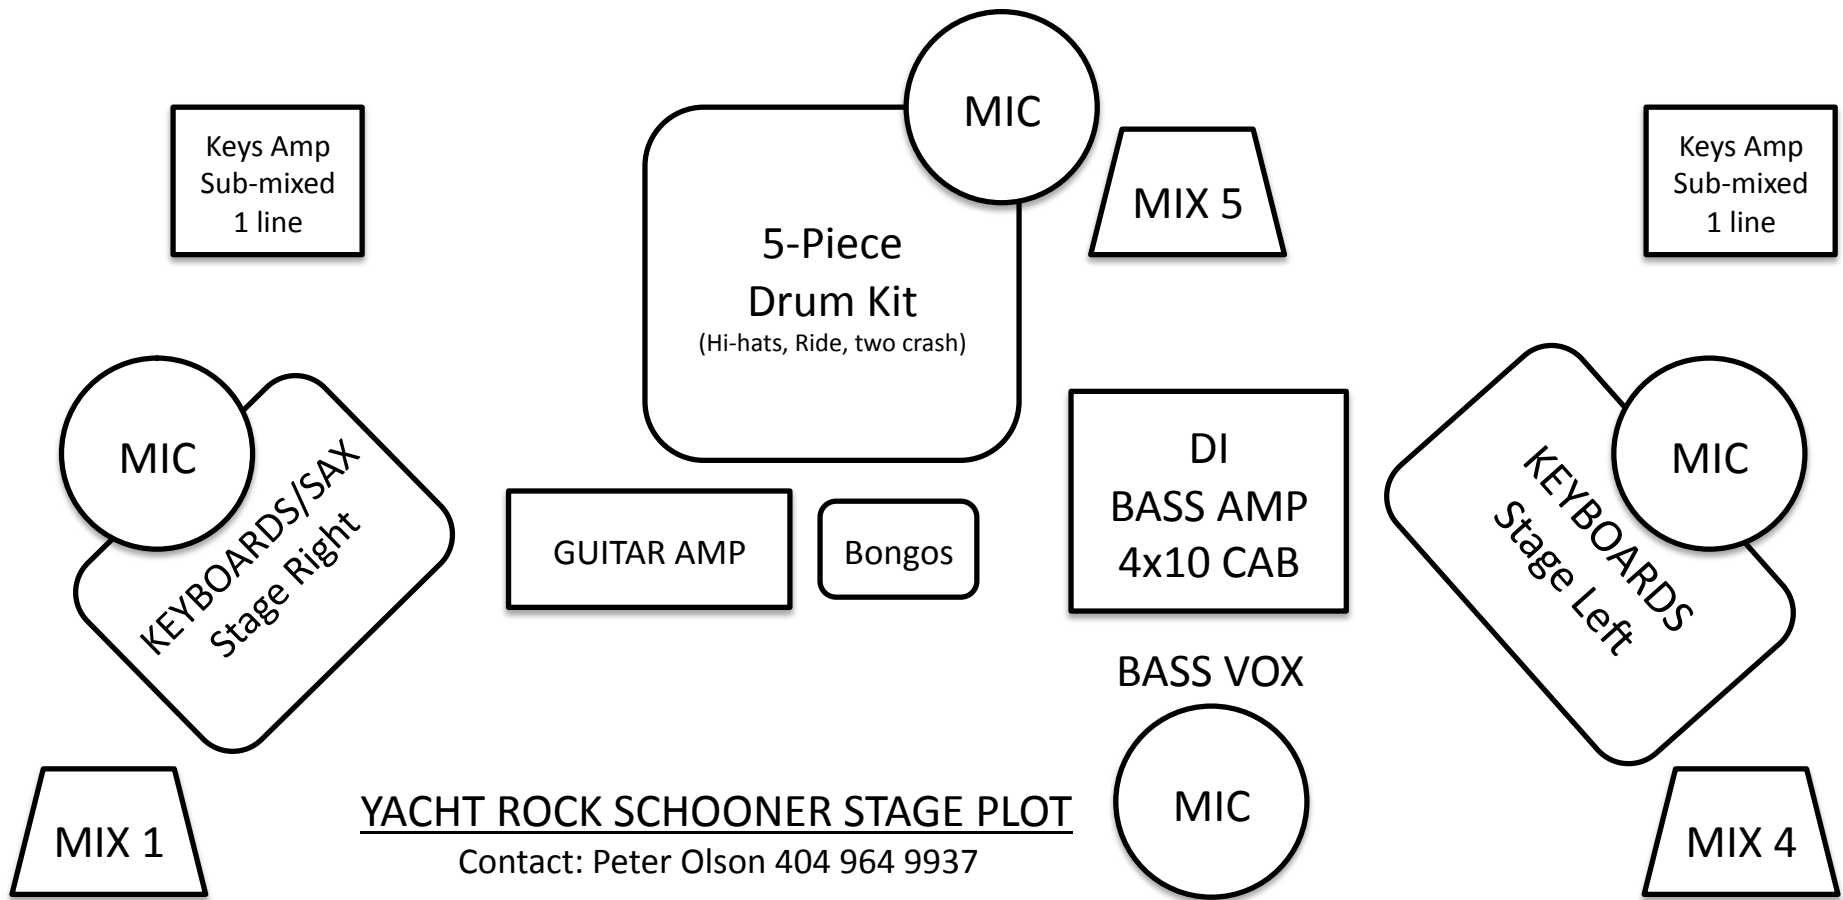 MIC
Keys Amp
Sub-mixed
1 line
MIX 5
Keys Amp
Sub-mixed
1 line
5-Piece
Drum Kit
(Hi-hats, Ride, two crash)
MIC
KEYBOARDS/SAX
Stage Right
GUITAR AMP
Bongos
DI
BASS AMP
4x10 CAB
MIC
KEYBOARDS
Stage Left
BASS VOX
MIC
MIX 1
YACHT ROCK SCHOONER STAGE PLOT
Contact: Peter Olson 404 964 9937
MIX 4